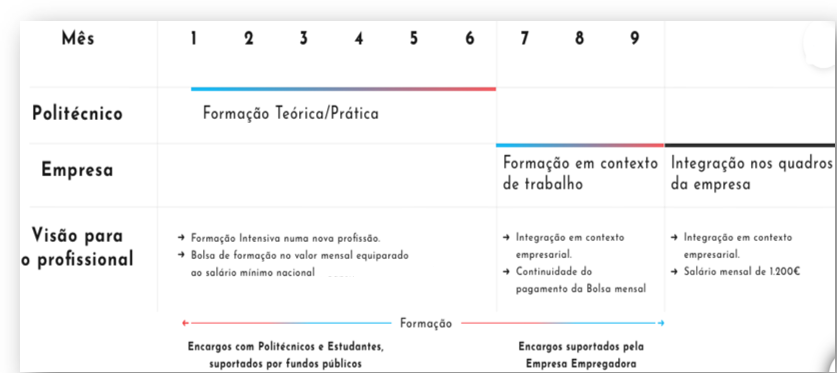 Mês 1 2 3 4 5 6 7 8 9
Politécnico
Formação Teórica/Prática
Empresa
Formação em contexto
de trabalho
Integração nos quadros
da empresa
Visão para
o profissional
→ Formação Intensiva numa nova profissão.
→ Bolsa de formação no valor mensal equiparado
ao salário mínimo nacional
→ Integração em contexto
empresarial.
→ Continuidade do
pagamento da Bolsa mensal
→ Integração em contexto
empresarial.
→ Salário mensal de 1.200€
Formação
Encargos com Politécnicos e Estudantes,
suportados por fundos públicos
Encargos suportados pela
Empresa Empregadora